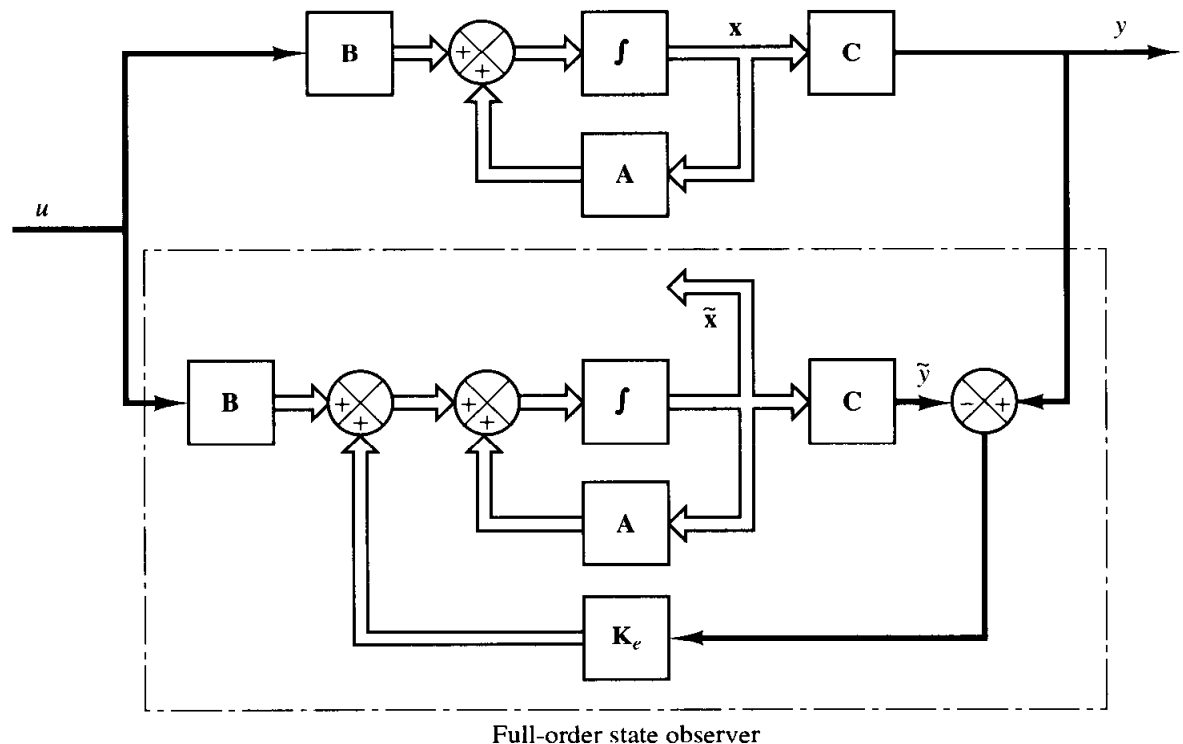 y
B
+
+
∫
x
C
A
u
x̃
B
+
+
+
+
∫
C
ỹ
-
+
A
Kₑ
Full-order state observer